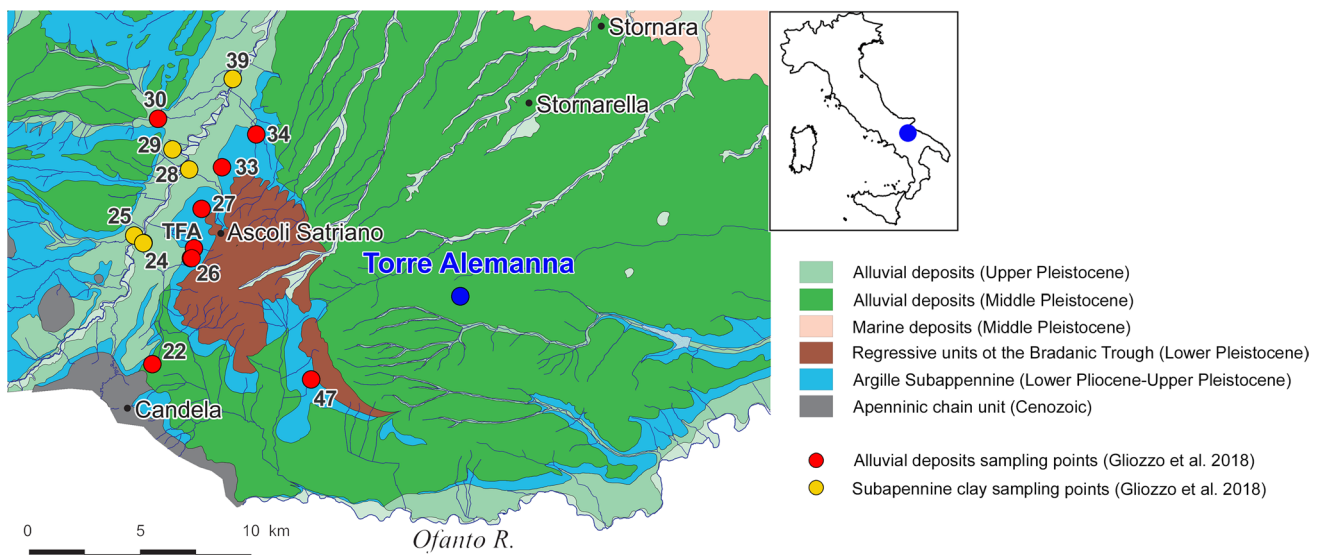 Stornara
39
Stornarella
30
34
29
33
28
27
25
TFA
Ascoli Satriano
24
26
Torre Alemanna
22
47
Candela
0 5 10 km
Ofanto R.
Alluvial deposits (Upper Pleistocene)
Alluvial deposits (Middle Pleistocene)
Marine deposits (Middle Pleistocene)
Regressive units ot the Bradanic Trough (Lower Pleistocene)
Argille Subappennine (Lower Pliocene-Upper Pleistocene)
Apenninic chain unit (Cenozoic)
Alluvial deposits sampling points (Gliozzo et al. 2018)
Subapennine clay sampling points (Gliozzo et al. 2018)